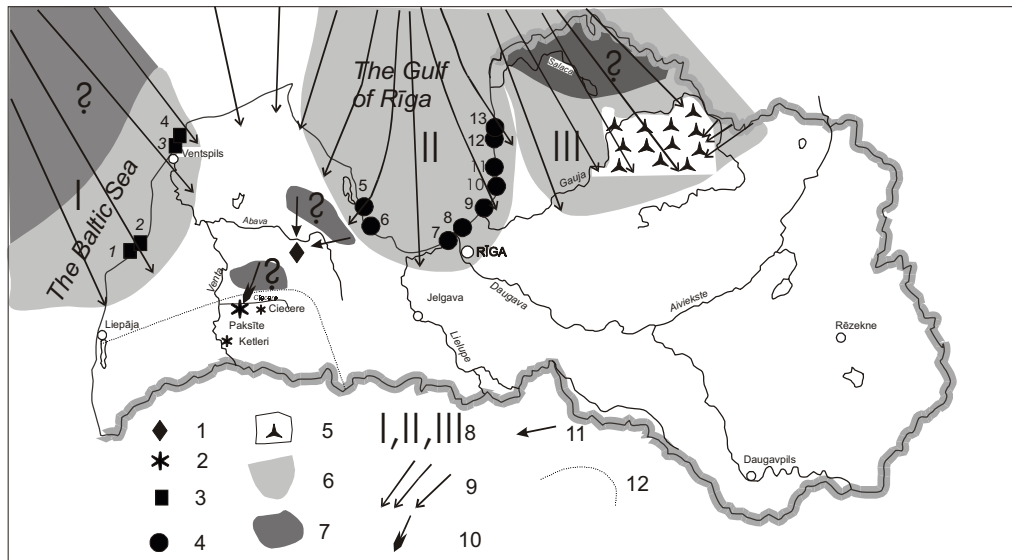 The Gulf
of Rīga
Salaca
?
?
13
12
11
10
9
8
7
4
3
Ventspils
II
III
I
Gauja
The Baltic Sea
5
6
?
RĪGA
2
1
Abava
Venta
?
Ciecere
Ciecere
Paksīte
Ketleri
Liepāja
Jelgava
Lielupe
Daugava
Aiviekste
Rēzekne
Daugavpils
1
2
3
4
5
6
7
I,II,III 8
9
10
11
12